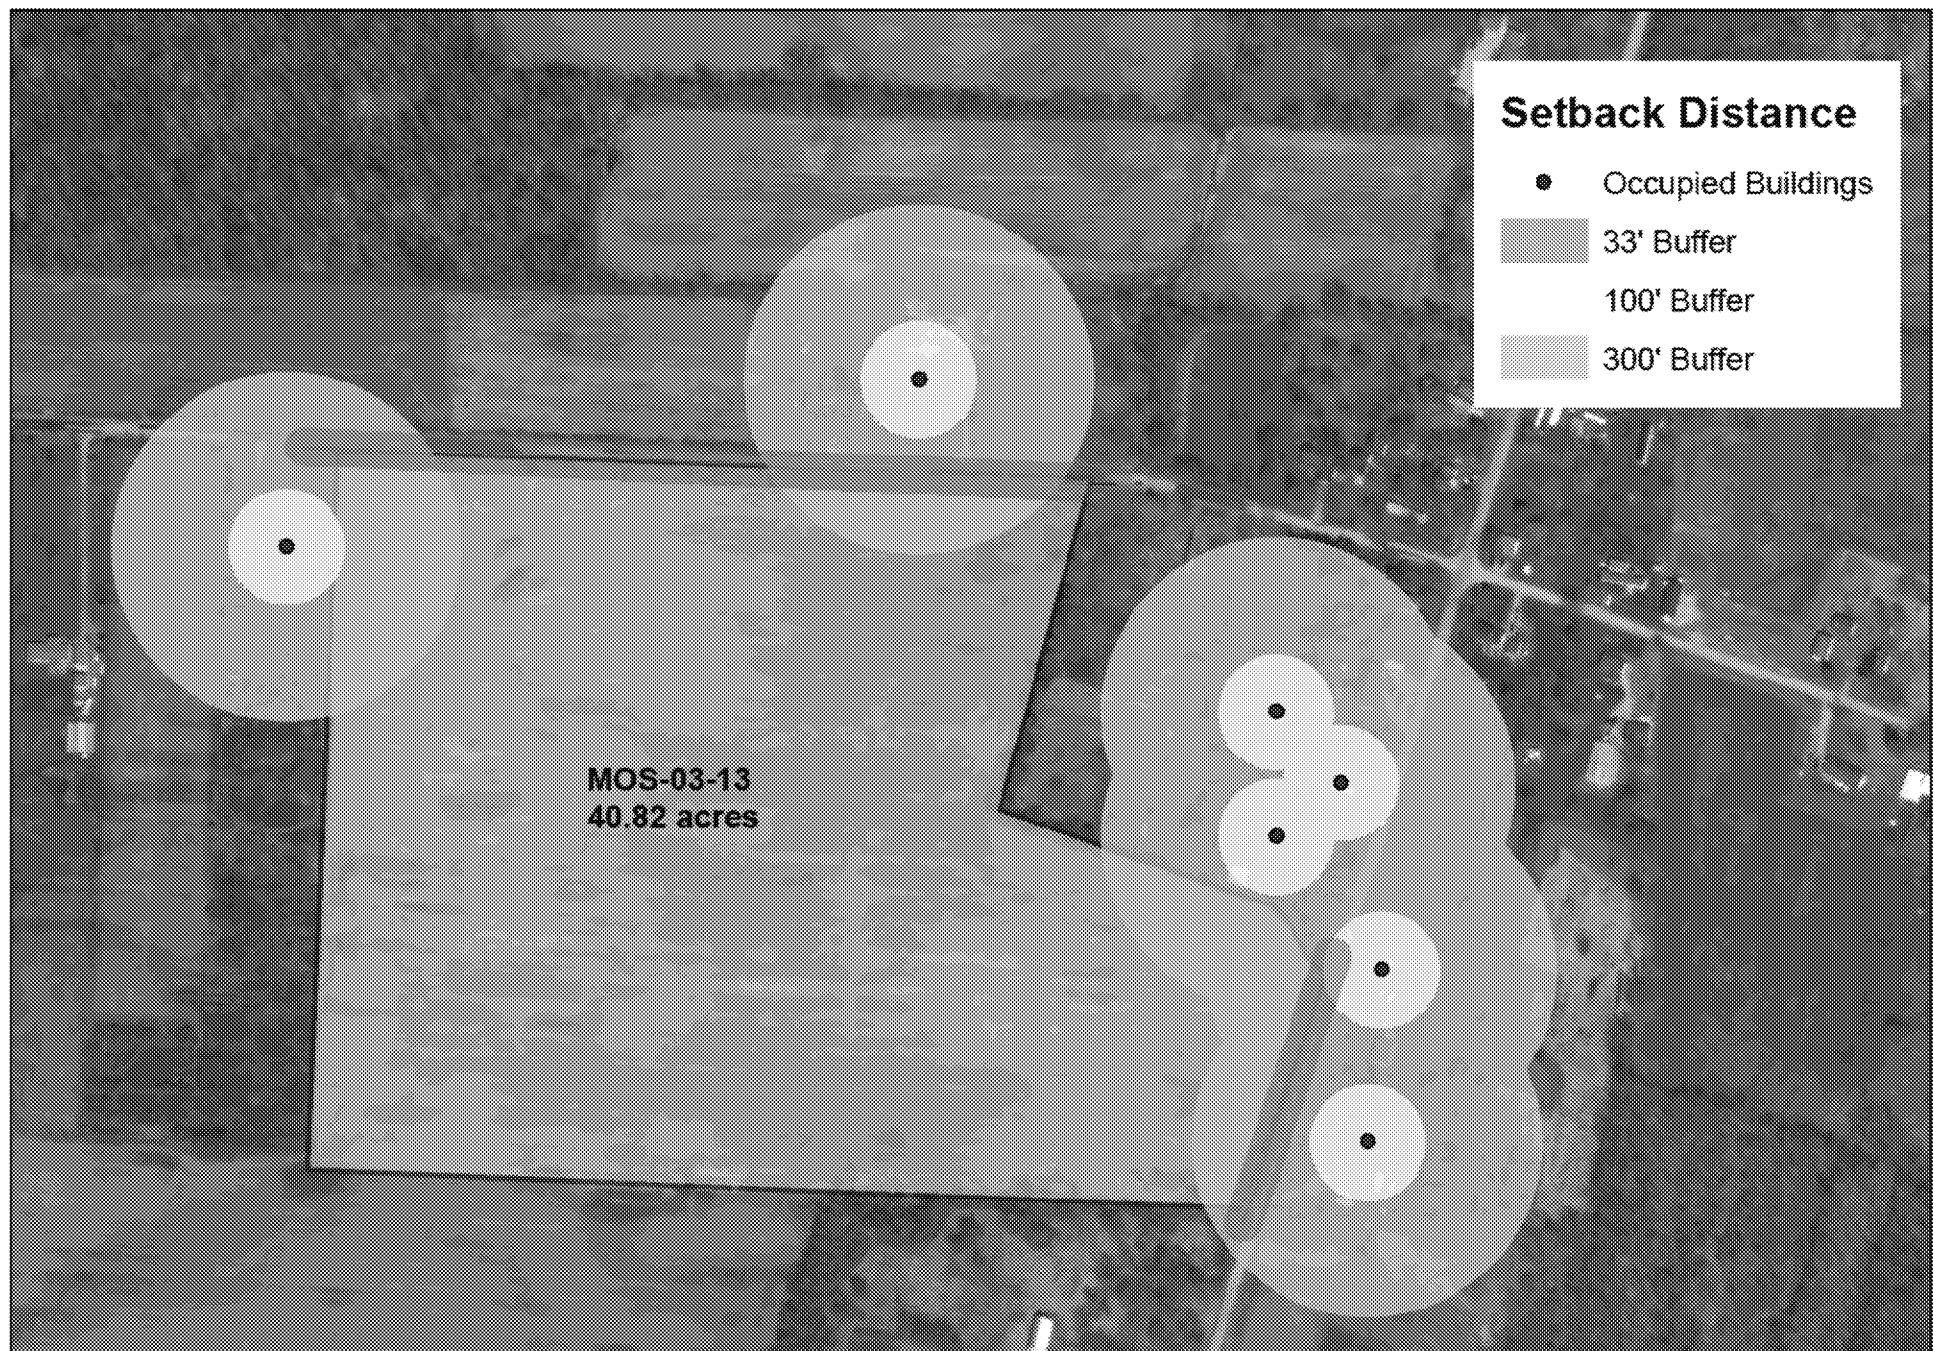 Setback Distance
Occupied Buildings
33' Buffer
100' Buffer
300' Buffer
MOS-03-13
40.82 acres